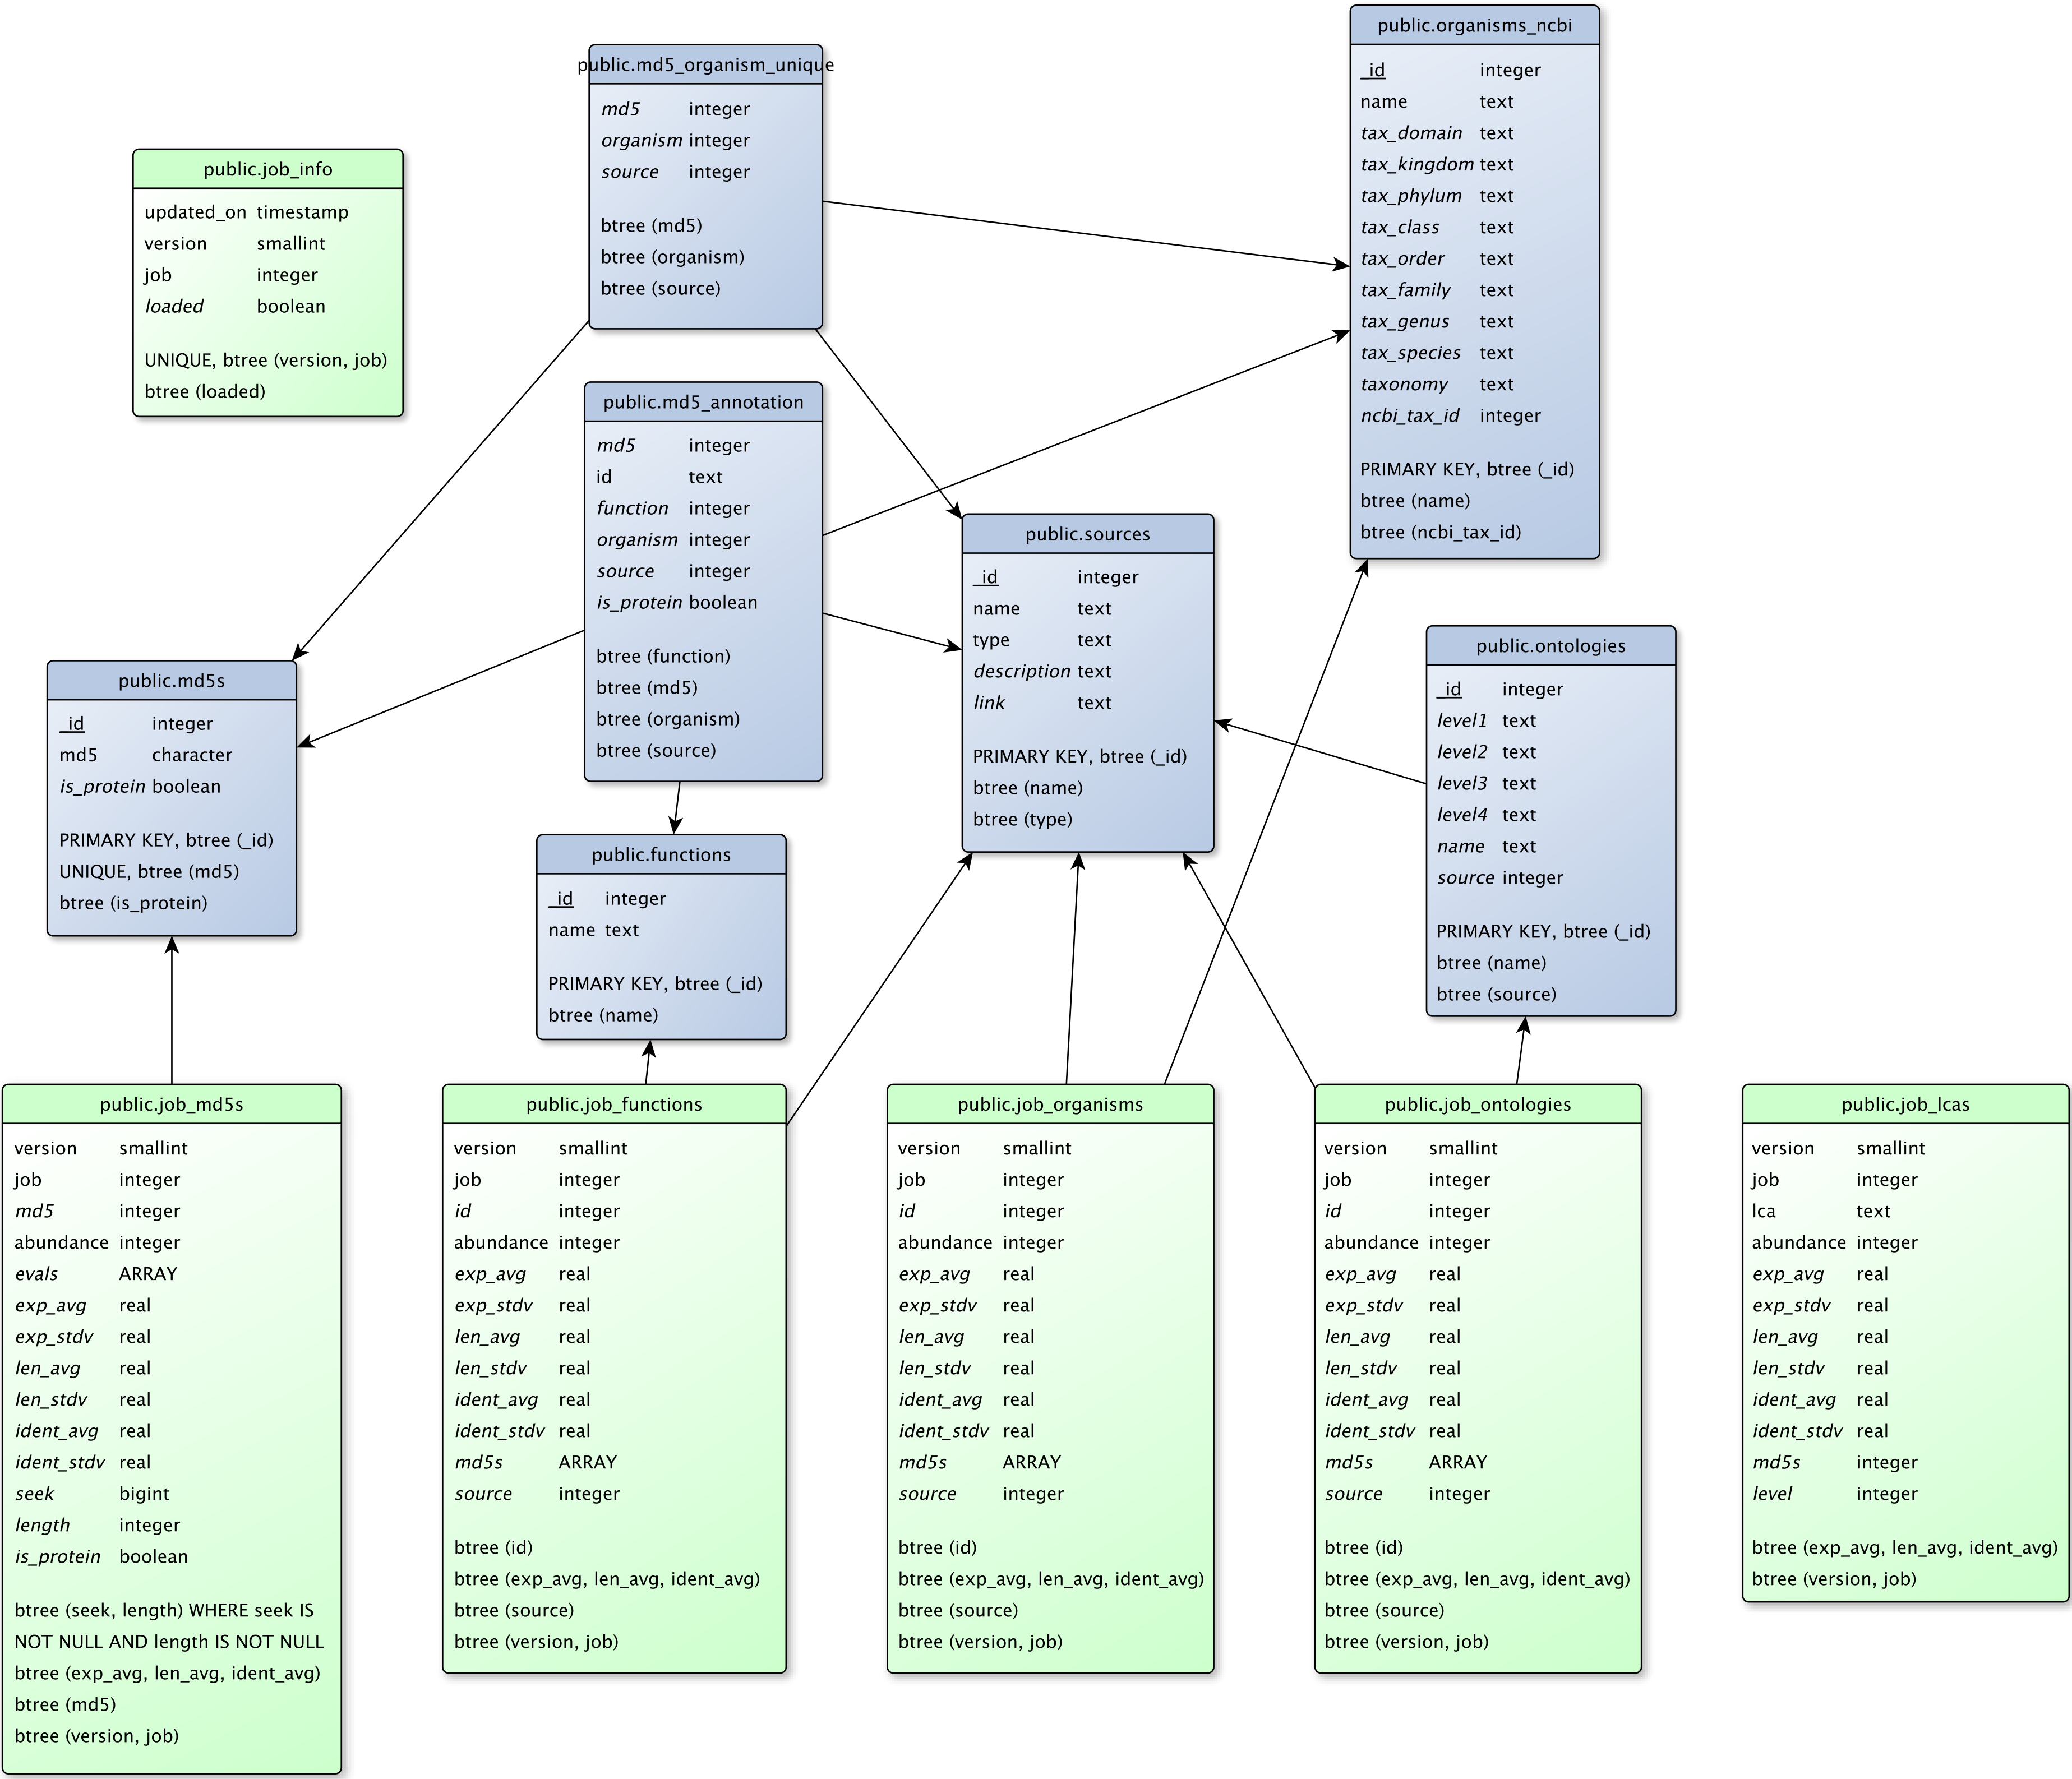 public.organisms_ncbi
_id integer
name text
tax_domain text
tax_kingdom text
tax_phylum text
tax_class text
tax_order text
tax_family text
tax_genus text
tax_species text
taxonomy text
ncbi_tax_id integer
PRIMARY KEY, btree (_id)
btree (name)
btree (ncbi_tax_id)
public.md5_organism_unique
md5 integer
organism integer
source integer
btree (md5)
btree (organism)
btree (source)
public.job_info
updated_on timestamp
version smallint
job integer
loaded boolean
UNIQUE, btree (version, job)
btree (loaded)
public.md5_annotation
md5 integer
id text
function integer
organism integer
source integer
is_protein boolean
btree (function)
btree (md5)
btree (organism)
btree (source)
public.sources
_id integer
name text
type text
description text
link text
PRIMARY KEY, btree (_id)
btree (name)
btree (type)
public.ontologies
_id integer
level1 text
level2 text
level3 text
level4 text
name text
source integer
PRIMARY KEY, btree (_id)
btree (name)
btree (source)
public.md5s
_id integer
md5 character
is_protein boolean
PRIMARY KEY, btree (_id)
UNIQUE, btree (md5)
btree (is_protein)
public.functions
_id integer
name text
PRIMARY KEY, btree (_id)
btree (name)
public.job_md5s
version smallint
job integer
md5 integer
abundance integer
evals ARRAY
exp_avg real
exp_stdv real
len_avg real
len_stdv real
ident_avg real
ident_stdv real
seek bigint
length integer
is_protein boolean
btree (seek, length) WHERE seek IS
NOT NULL AND length IS NOT NULL
btree (exp_avg, len_avg, ident_avg)
btree (md5)
btree (version, job)
public.job_functions
version smallint
job integer
id integer
abundance integer
exp_avg real
exp_stdv real
len_avg real
len_stdv real
ident_avg real
ident_stdv real
md5s ARRAY
source integer
btree (id)
btree (exp_avg, len_avg, ident_avg)
btree (source)
btree (version, job)
public.job_organisms
version smallint
job integer
id integer
abundance integer
exp_avg real
exp_stdv real
len_avg real
len_stdv real
ident_avg real
ident_stdv real
md5s ARRAY
source integer
btree (id)
btree (exp_avg, len_avg, ident_avg)
btree (source)
btree (version, job)
public.job_ontologies
version smallint
job integer
id integer
abundance integer
exp_avg real
exp_stdv real
len_avg real
len_stdv real
ident_avg real
ident_stdv real
md5s ARRAY
source integer
btree (id)
btree (exp_avg, len_avg, ident_avg)
btree (source)
btree (version, job)
public.job_lcas
version smallint
job integer
lca text
abundance integer
exp_avg real
exp_stdv real
len_avg real
len_stdv real
ident_avg real
ident_stdv real
md5s integer
level integer
btree (exp_avg, len_avg, ident_avg)
btree (version, job)